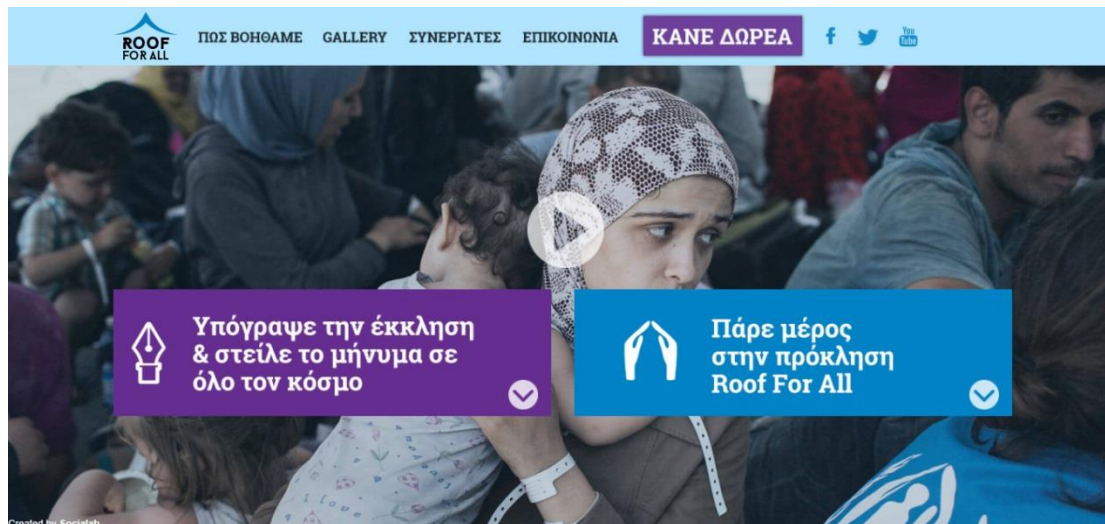 ROOF
FOR ALL
ΠΩΣ ΒΟΗΘΑΜΕ GALLERY ΣΥΝΕΡΓΑΤΕΣ ΕΠΙΚΟΙΝΩΝΙΑ ΚΑΝΕ ΔΩΡΕΑ f You
Tube
Υπόγραψε την έκκληση
& στείλε το μήνυμα σε
όλο τον κόσμο
Πάρε μέρος
στην πρόκληση
Roof For All
Created by Socialab